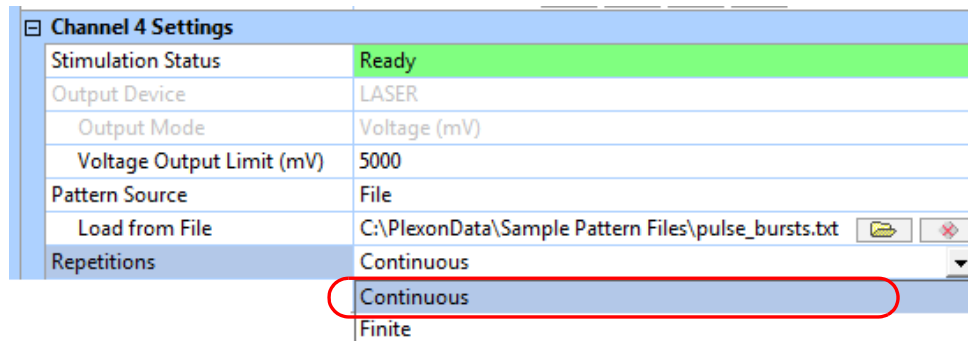 Channel 4 Settings
Stimulation Status Ready
Output Device LASER
Output Mode Voltage (mV)
Voltage Output Limit (mV) 5000
Pattern Source File
Load from File C:\PlexonData\Sample Pattern Files\pulse_bursts.txt
Repetitions Continuous
Continuous
Finite